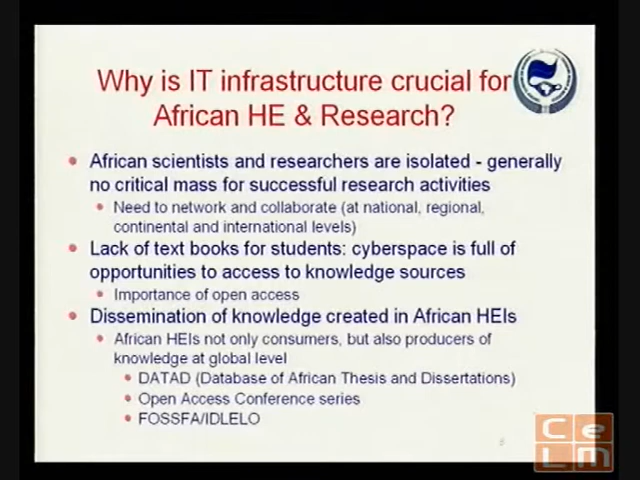 Why is IT infrastructure crucial for
African HE & Research?
African scientists and researchers are isolated - generally
no critical mass for successful research activities
Need to network and collaborate (at national, regional,
continental and international levels)
Lack of text books for students: cyberspace is full of
opportunities to access to knowledge sources
Importance of open access
Dissemination of knowledge created in African HEIs
African HEIs not only consumers, but also producers of
knowledge at global level
DATAD (Database of African Thesis and Dissertations)
Open Access Conference series
FOSSFA/IDLELO
CeLm